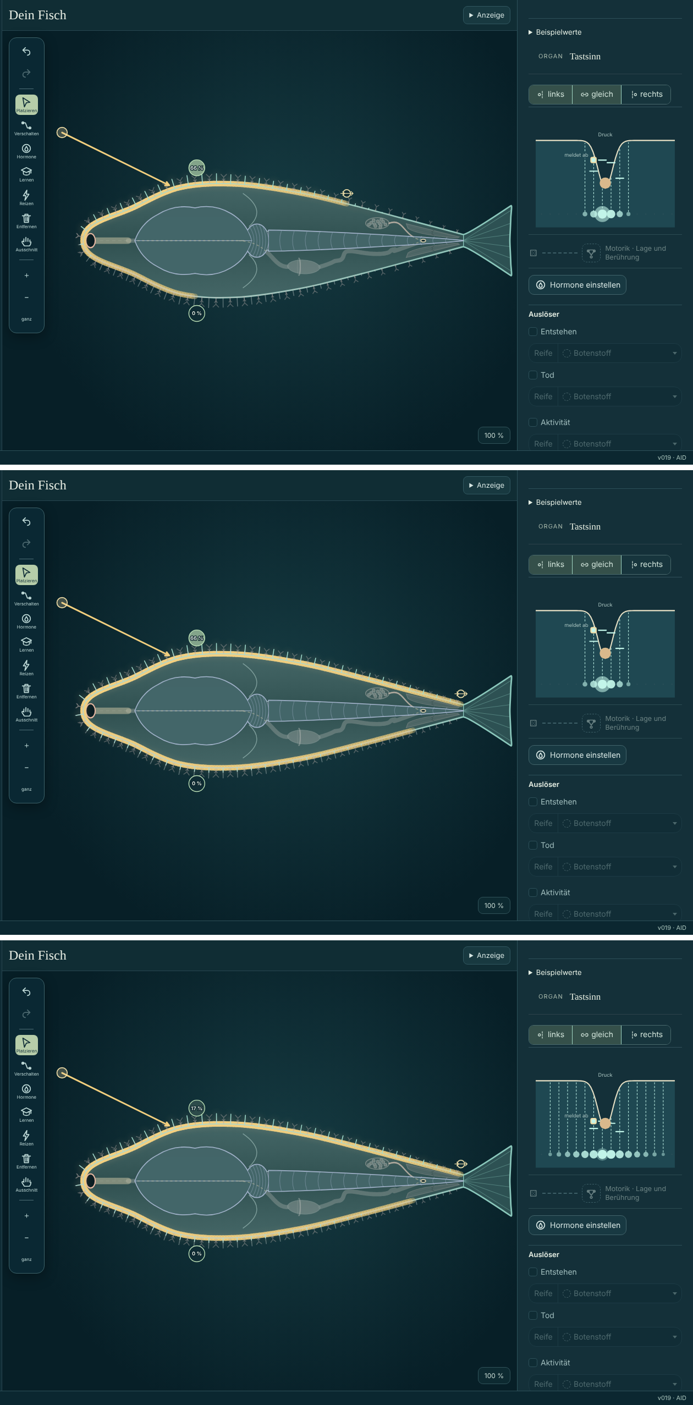 Dein Fisch
Anzeige
Platzieren
Verschalten
Hormone
Lernen
Reizen
Entfernen
Ausschnitt
+
−
ganz
0 %
100 %
Beispielwerte
ORGAN Tastsinn
links gleich rechts
Druck
meldet ab
Motorik · Lage und
Berührung
Hormone einstellen
Auslöser
Entstehen
Reife Botenstoff
Tod
Reife Botenstoff
Aktivität
Reife Botenstoff
v019 · AID
Dein Fisch
Anzeige
Platzieren
Verschalten
Hormone
Lernen
Reizen
Entfernen
Ausschnitt
+
−
ganz
0 %
100 %
Beispielwerte
ORGAN Tastsinn
links gleich rechts
Druck
meldet ab
Motorik · Lage und
Berührung
Hormone einstellen
Auslöser
Entstehen
Reife Botenstoff
Tod
Reife Botenstoff
Aktivität
Reife Botenstoff
v019 · AID
Dein Fisch
Anzeige
Platzieren
Verschalten
Hormone
Lernen
Reizen
Entfernen
Ausschnitt
+
−
ganz
17 %
0 %
100 %
Beispielwerte
ORGAN Tastsinn
links gleich rechts
Druck
meldet ab
Motorik · Lage und
Berührung
Hormone einstellen
Auslöser
Entstehen
Reife Botenstoff
Tod
Reife Botenstoff
Aktivität
Reife Botenstoff
v019 · AID